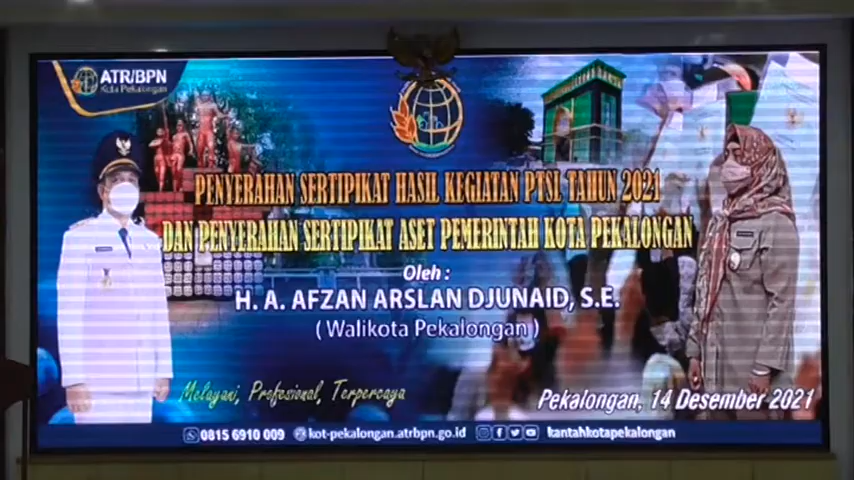 ATR/BPN
Kota Pekalongan
PENYERAHAN SERTIPIKAT HASIL KEGIATAN PTSL TAHUN 2021
DAN PENYERAHAN SERTIPIKAT ASET PEMERINTAH KOTA PEKALONGAN
Oleh :
H. A. AFZAN ARSLAN DJUNAID, S.E.
( Walikota Pekalongan )
Melayani, Profesional, Terpercaya
Pekalongan, 14 Desember 2021
0815 6910 009 kot-pekalongan.atrbpn.go.id kantahkotapekalongan